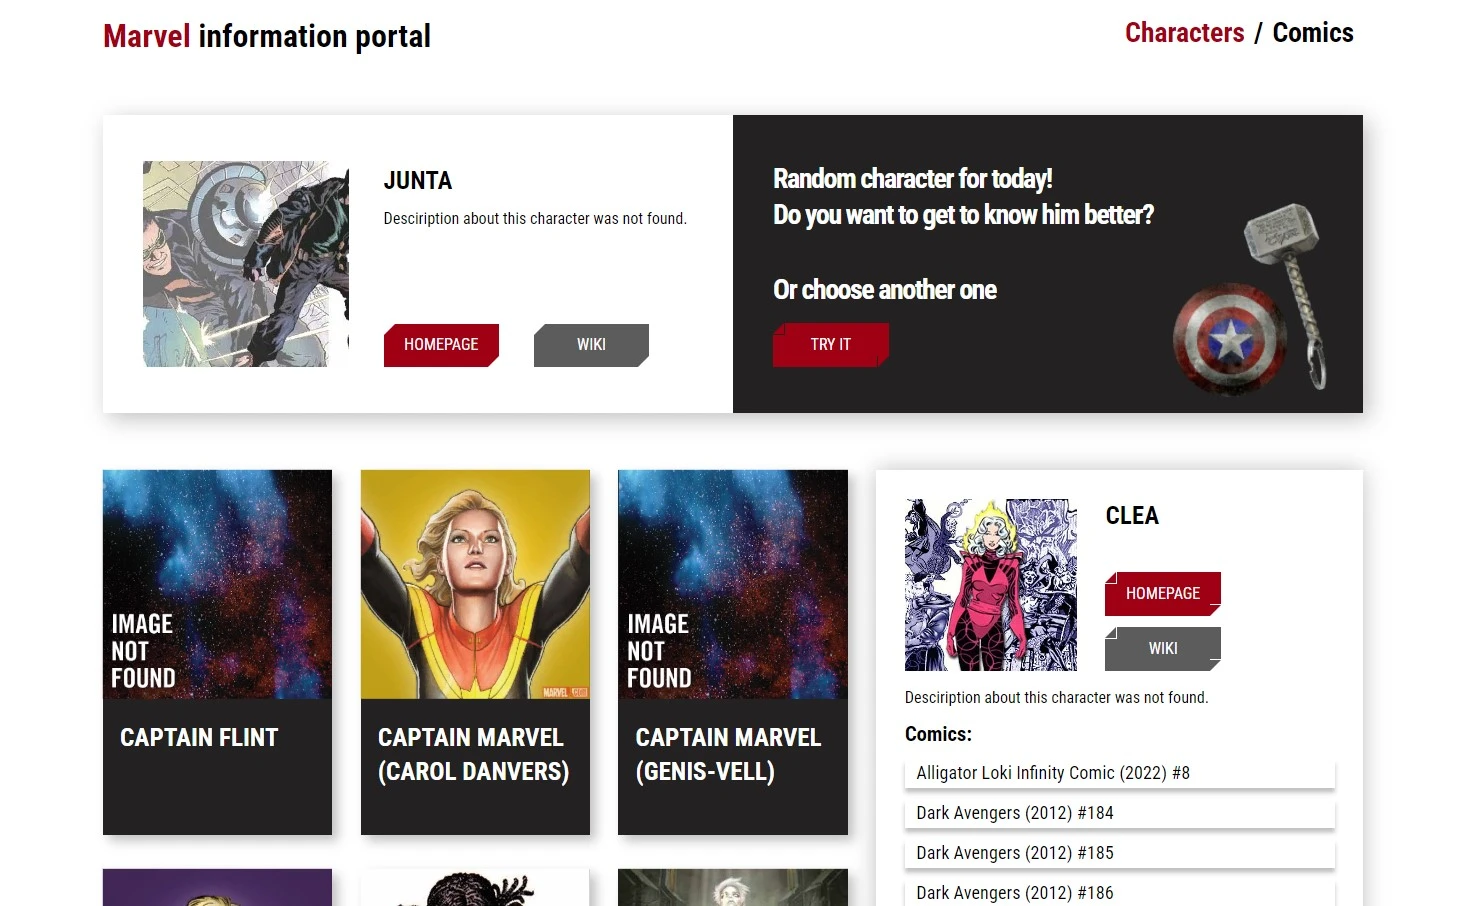 Marvel information portal
Characters / Comics
JUNTA
Desciription about this character was not found.
HOMEPAGE
WIKI
Random character for today!
Do you want to get to know him better?
Or choose another one
TRY IT
IMAGE
NOT
FOUND
CAPTAIN FLINT
MARVEL
CAPTAIN MARVEL
(CAROL DANVERS)
IMAGE
NOT
FOUND
CAPTAIN MARVEL
(GENIS-VELL)
CLEA
HOMEPAGE
WIKI
Desciription about this character was not found.
Comics:
Alligator Loki Infinity Comic (2022) #8
Dark Avengers (2012) #184
Dark Avengers (2012) #185
Dark Avengers (2012) #186